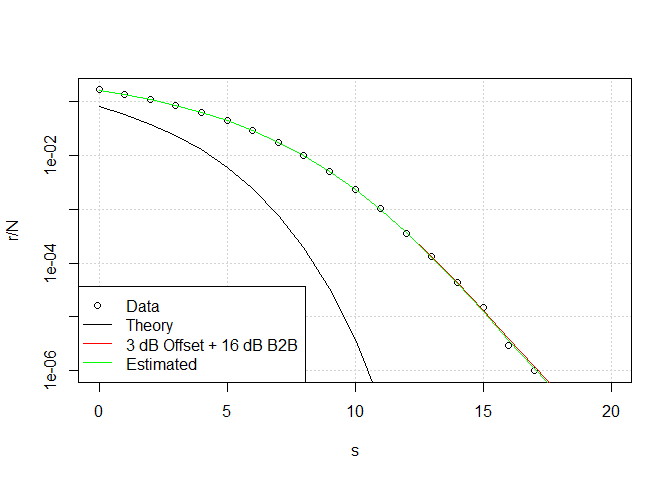 r/N
1e-02
1e-04
1e-06
Data
Theory
3 dB Offset + 16 dB B2B
Estimated
0
5
10
15
20
s